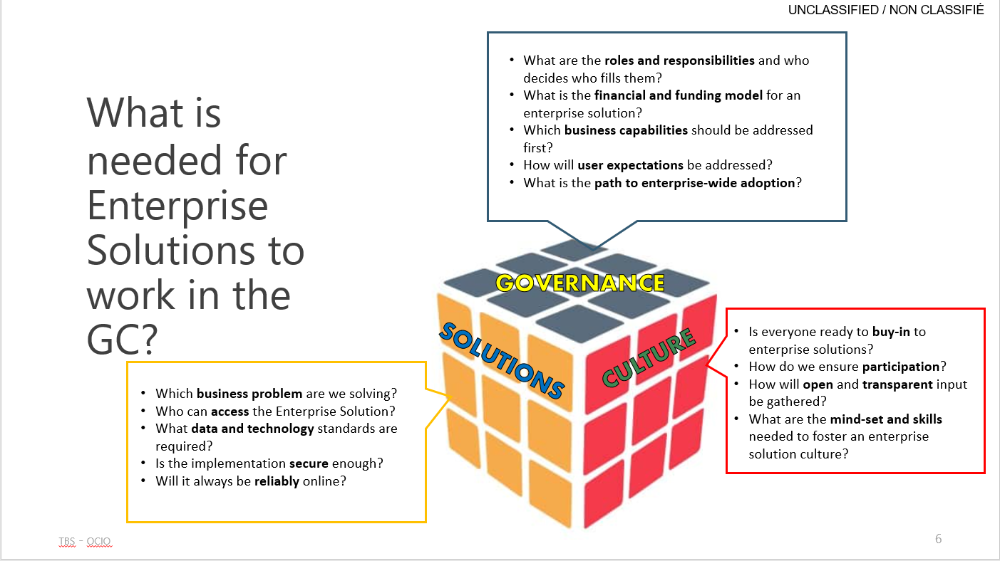 UNCLASSIFIED / NON CLASSIFIÉ
What is
needed for
Enterprise
Solutions to
work in the
GC?
• What are the roles and responsibilities and who
decides who fills them?
• What is the financial and funding model for an
enterprise solution?
• Which business capabilities should be addressed
first?
• How will user expectations be addressed?
• What is the path to enterprise-wide adoption?
GOVERNANCE
SOLUTIONS
CULTURE
• Is everyone ready to buy-in to
enterprise solutions?
• How do we ensure participation?
• How will open and transparent input
be gathered?
• What are the mind-set and skills
needed to foster an enterprise
solution culture?
• Which business problem are we solving?
• Who can access the Enterprise Solution?
• What data and technology standards are
required?
• Is the implementation secure enough?
• Will it always be reliably online?
TBS - OCIO
6